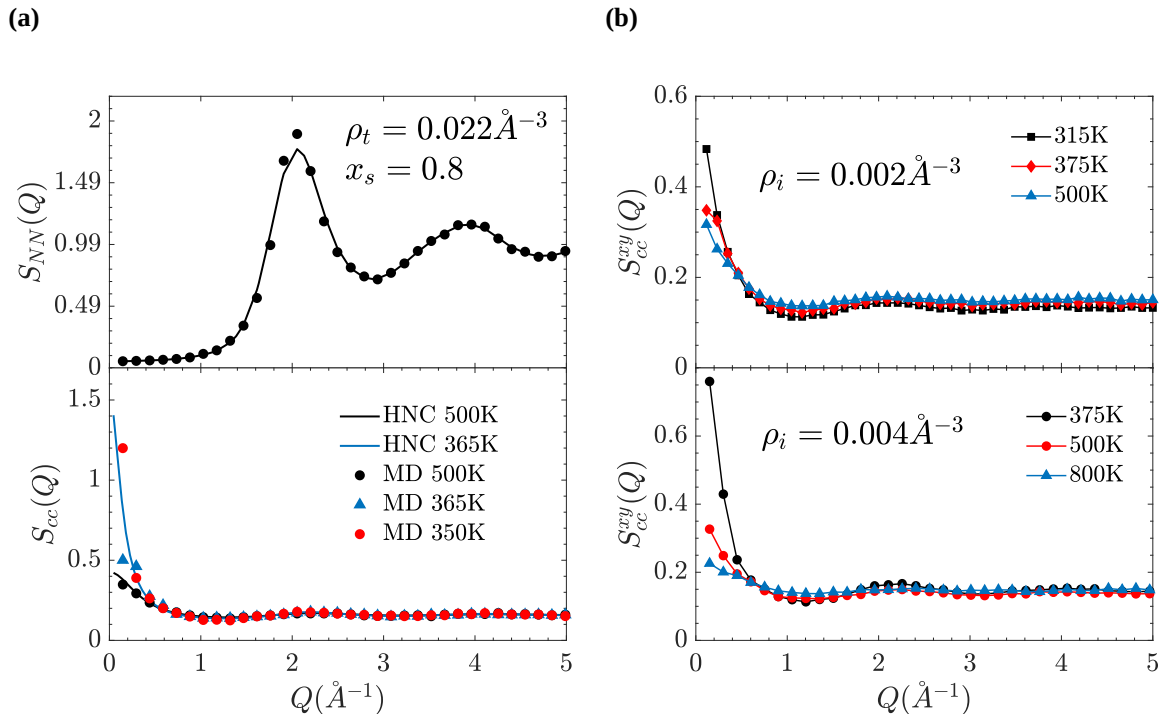 (a)
(b)
2
1.49
0.99
0.49
0
S_{NN}(Q)
ρ_t = 0.022Å^{-3}
x_s = 0.8
1.5
1
0.5
0
S_{cc}(Q)
HNC 500K
HNC 365K
MD 500K
MD 365K
MD 350K
0 1 2 3 4 5
Q(Å^{-1})
0.6
0.4
0.2
0
S_{cc}^{xy}(Q)
ρ_i = 0.002Å^{-3}
315K
375K
500K
0.6
0.4
0.2
0
S_{cc}^{xy}(Q)
ρ_i = 0.004Å^{-3}
375K
500K
800K
0 1 2 3 4 5
Q(Å^{-1})